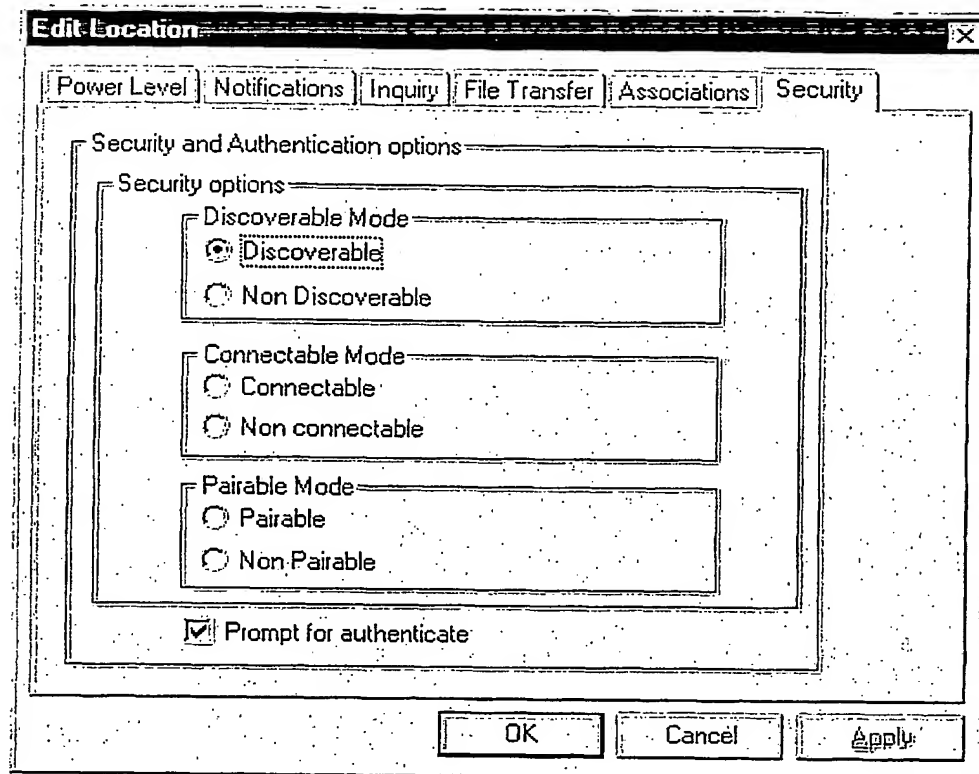 Edit Location
Power Level Notifications Inquiry File Transfer Associations Security
Security and Authentication options
Security options
Discoverable Mode
Discoverable
Non Discoverable
Connectable Mode
Connectable
Non connectable
Pairable Mode
Pairable
Non Pairable
Prompt for authenticate
OK Cancel Apply